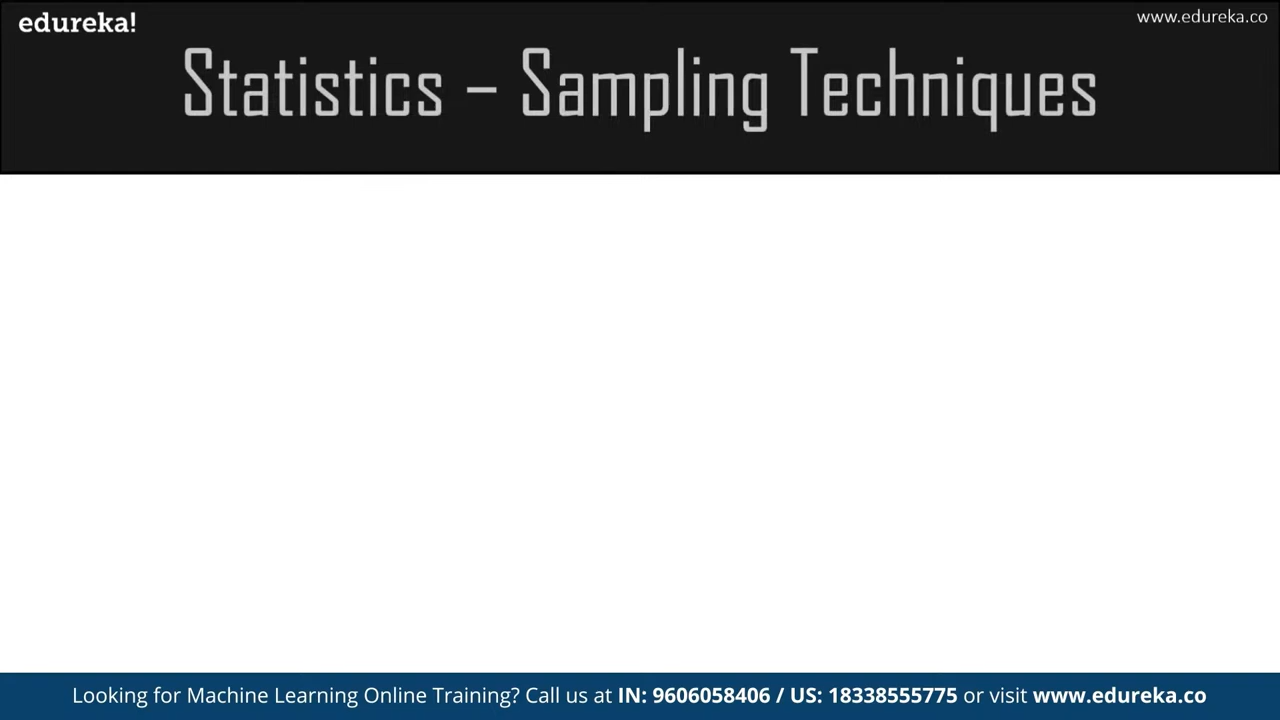 edureka!
www.edureka.co
Statistics – Sampling Techniques
Looking for Machine Learning Online Training? Call us at IN: 9606058406 / US: 18338555775 or visit www.edureka.co